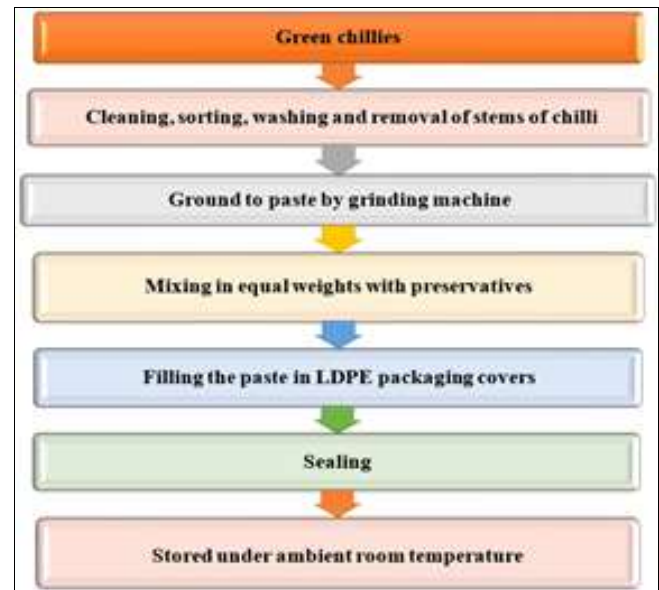 Green chillies
Cleaning, sorting, washing and removal of stems of chilli
Ground to paste by grinding machine
Mixing in equal weights with preservatives
Filling the paste in LDPE packaging covers
Sealing
Stored under ambient room temperature